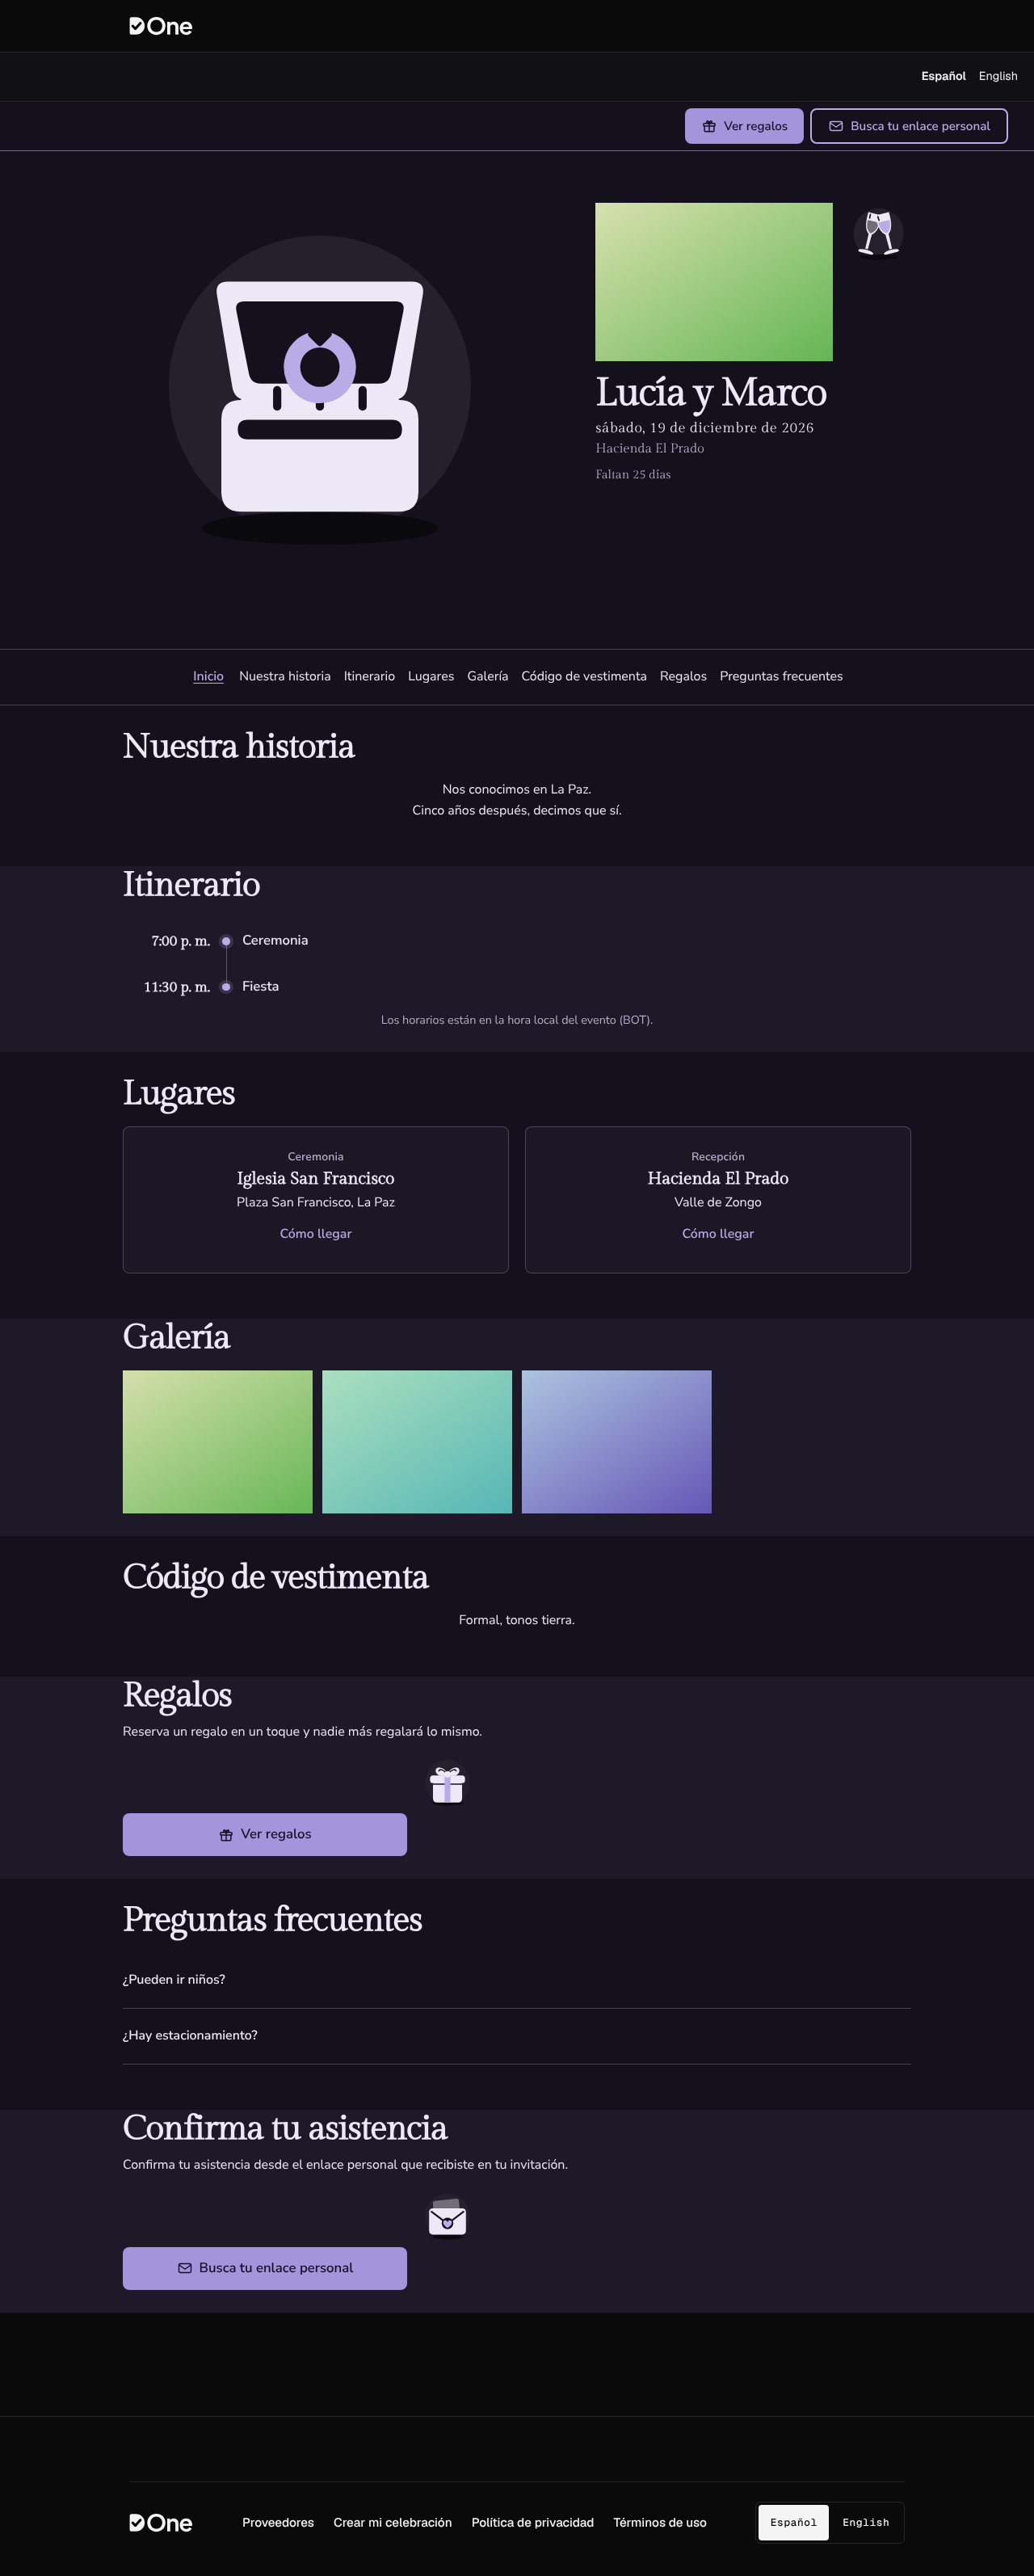 One
Español English
Ver regalos Busca tu enlace personal
Lucía y Marco
sábado, 19 de diciembre de 2026
Hacienda El Prado
Faltan 25 días
Inicio Nuestra historia Itinerario Lugares Galería Código de vestimenta Regalos Preguntas frecuentes
Nuestra historia
Nos conocimos en La Paz.
Cinco años después, decimos que sí.
Itinerario
7:00 p. m. Ceremonia
11:30 p. m. Fiesta
Los horarios están en la hora local del evento (BOT).
Lugares
Ceremonia
Iglesia San Francisco
Plaza San Francisco, La Paz
Cómo llegar
Recepción
Hacienda El Prado
Valle de Zongo
Cómo llegar
Galería
Código de vestimenta
Formal, tonos tierra.
Regalos
Reserva un regalo en un toque y nadie más regalará lo mismo.
Ver regalos
Preguntas frecuentes
¿Pueden ir niños?
¿Hay estacionamiento?
Confirma tu asistencia
Confirma tu asistencia desde el enlace personal que recibiste en tu invitación.
Busca tu enlace personal
One Proveedores Crear mi celebración Política de privacidad Términos de uso Español English